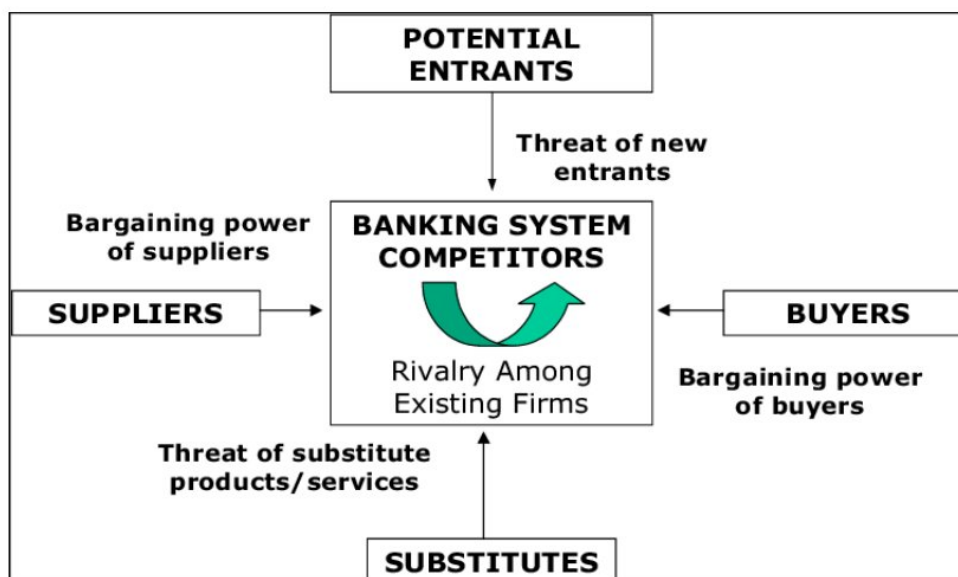 POTENTIAL
ENTRANTS
Threat of new
entrants
Bargaining power
of suppliers
BANKING SYSTEM
COMPETITORS
SUPPLIERS
BUYERS
Rivalry Among
Existing Firms
Bargaining power
of buyers
Threat of substitute
products/services
SUBSTITUTES